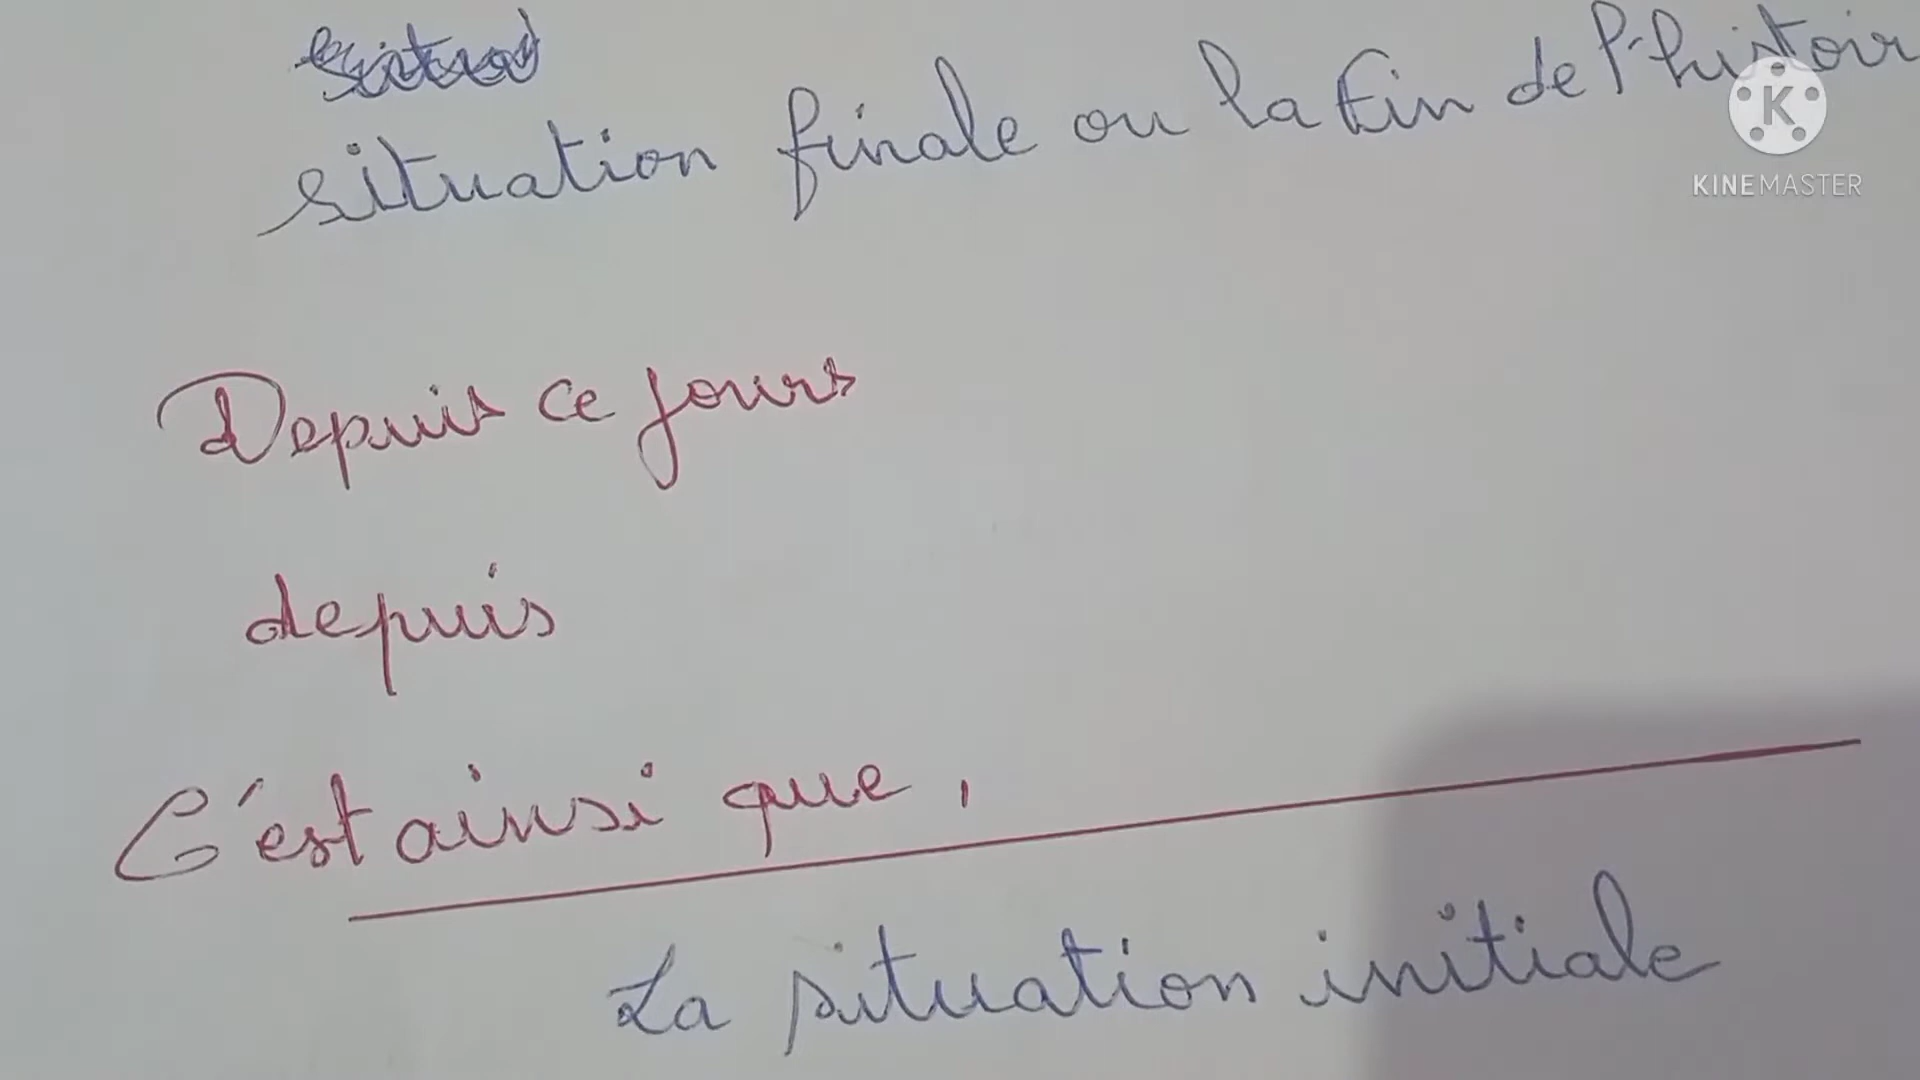 situation finale ou la fin de l'histoir
KINEMASTER
Depuis ce jours
depuis
C'est ainsi que,
La situation initiale